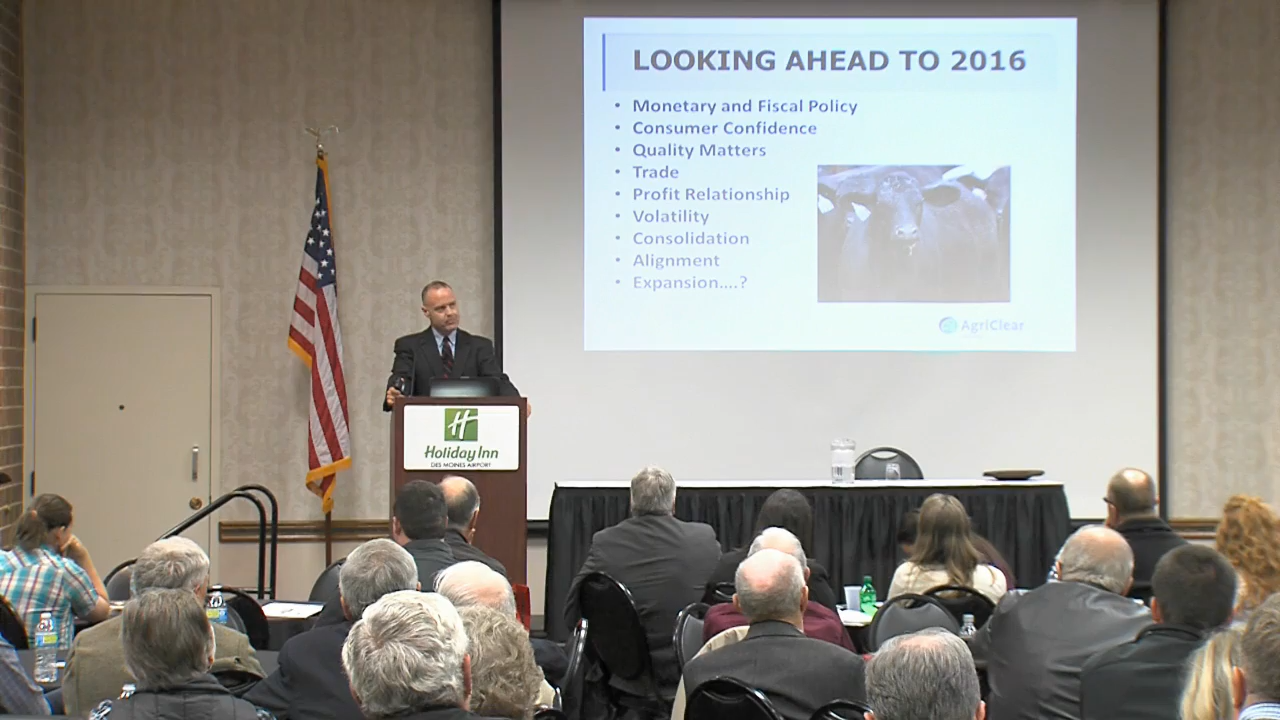 LOOKING AHEAD TO 2016
• Monetary and Fiscal Policy
• Consumer Confidence
• Quality Matters
• Trade
• Profit Relationship
• Volatility
• Consolidation
• Alignment
• Expansion....?
AgriClear
H
Holiday Inn
DES MOINES AIRPORT